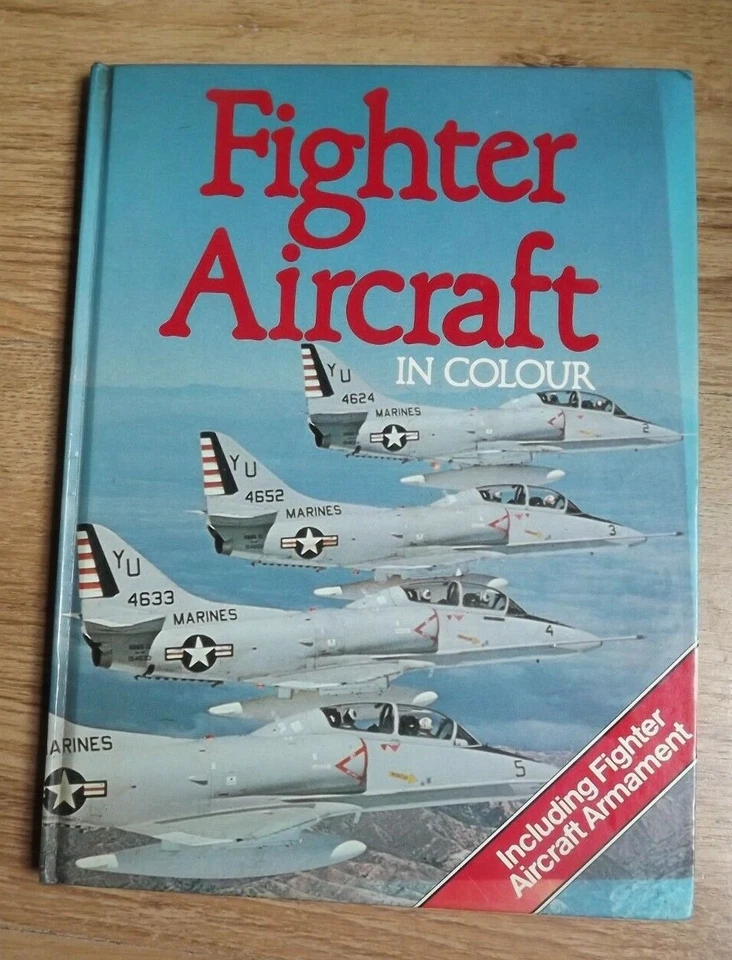 Fighter
Aircraft
IN COLOUR
YU
4624
MARINES
2
YU
4652
MARINES
3
YU
4633
MARINES
4
ARINES
5
Including Fighter
Aircraft Armament